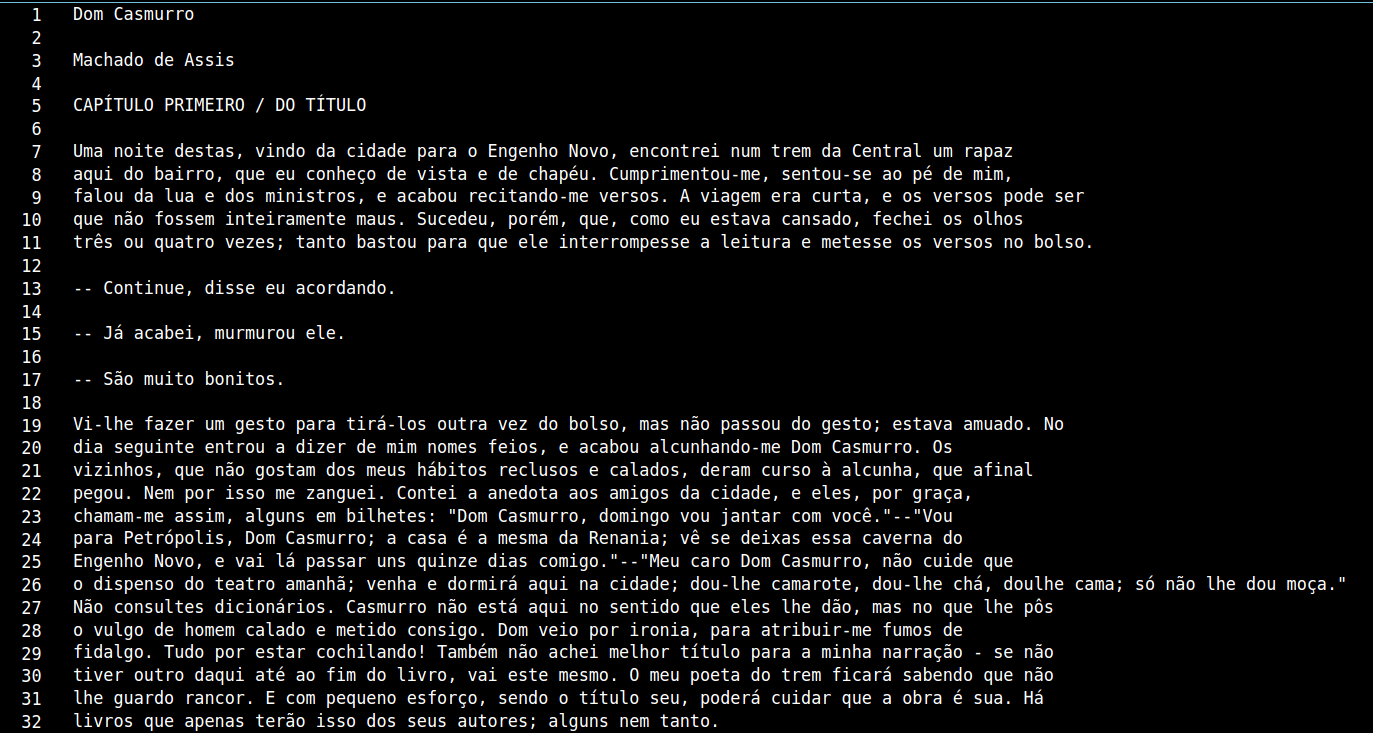 1 Dom Casmurro
2
3 Machado de Assis
4
5 CAPÍTULO PRIMEIRO / DO TÍTULO
6
7 Uma noite destas, vindo da cidade para o Engenho Novo, encontrei num trem da Central um rapaz
8 aqui do bairro, que eu conheço de vista e de chapéu. Cumprimentou-me, sentou-se ao pé de mim,
9 falou da lua e dos ministros, e acabou recitando-me versos. A viagem era curta, e os versos pode ser
10 que não fossem inteiramente maus. Sucedeu, porém, que, como eu estava cansado, fechei os olhos
11 três ou quatro vezes; tanto bastou para que ele interrompesse a leitura e metesse os versos no bolso.
12
13 -- Continue, disse eu acordando.
14
15 -- Já acabei, murmurou ele.
16
17 -- São muito bonitos.
18
19 Vi-lhe fazer um gesto para tirá-los outra vez do bolso, mas não passou do gesto; estava amuado. No
20 dia seguinte entrou a dizer de mim nomes feios, e acabou alcunhando-me Dom Casmurro. Os
21 vizinhos, que não gostam dos meus hábitos reclusos e calados, deram curso à alcunha, que afinal
22 pegou. Nem por isso me zanguei. Contei a anedota aos amigos da cidade, e eles, por graça,
23 chamam-me assim, alguns em bilhetes: "Dom Casmurro, domingo vou jantar com você."--"Vou
24 para Petrópolis, Dom Casmurro; a casa é a mesma da Renania; vê se deixas essa caverna do
25 Engenho Novo, e vai lá passar uns quinze dias comigo."--"Meu caro Dom Casmurro, não cuide que
26 o dispenso do teatro amanhã; venha e dormirá aqui na cidade; dou-lhe camarote, dou-lhe chá, doulhe cama; só não lhe dou moça."
27 Não consultes dicionários. Casmurro não está aqui no sentido que eles lhe dão, mas no que lhe pôs
28 o vulgo de homem calado e metido consigo. Dom veio por ironia, para atribuir-me fumos de
29 fidalgo. Tudo por estar cochilando! Também não achei melhor título para a minha narração - se não
30 tiver outro daqui até ao fim do livro, vai este mesmo. O meu poeta do trem ficará sabendo que não
31 lhe guardo rancor. E com pequeno esforço, sendo o título seu, poderá cuidar que a obra é sua. Há
32 livros que apenas terão isso dos seus autores; alguns nem tanto.